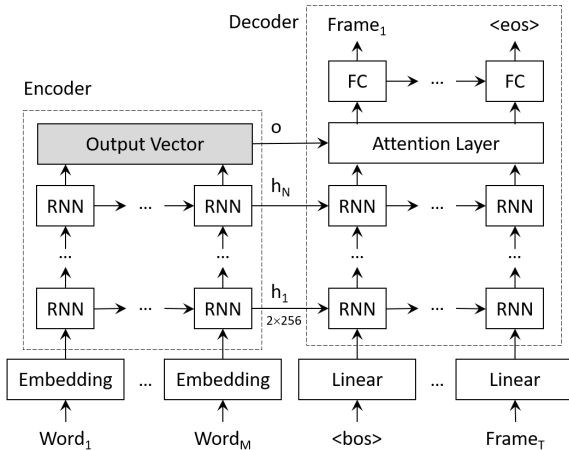 Decoder
Frame₁ <eos>
Encoder
FC ... FC
Output Vector o Attention Layer
RNN ... RNN hN RNN ... RNN
... ... ... ...
RNN ... RNN h₁ RNN ... RNN
2×256
Embedding ... Embedding Linear ... Linear
Word₁ WordM <bos> FrameT